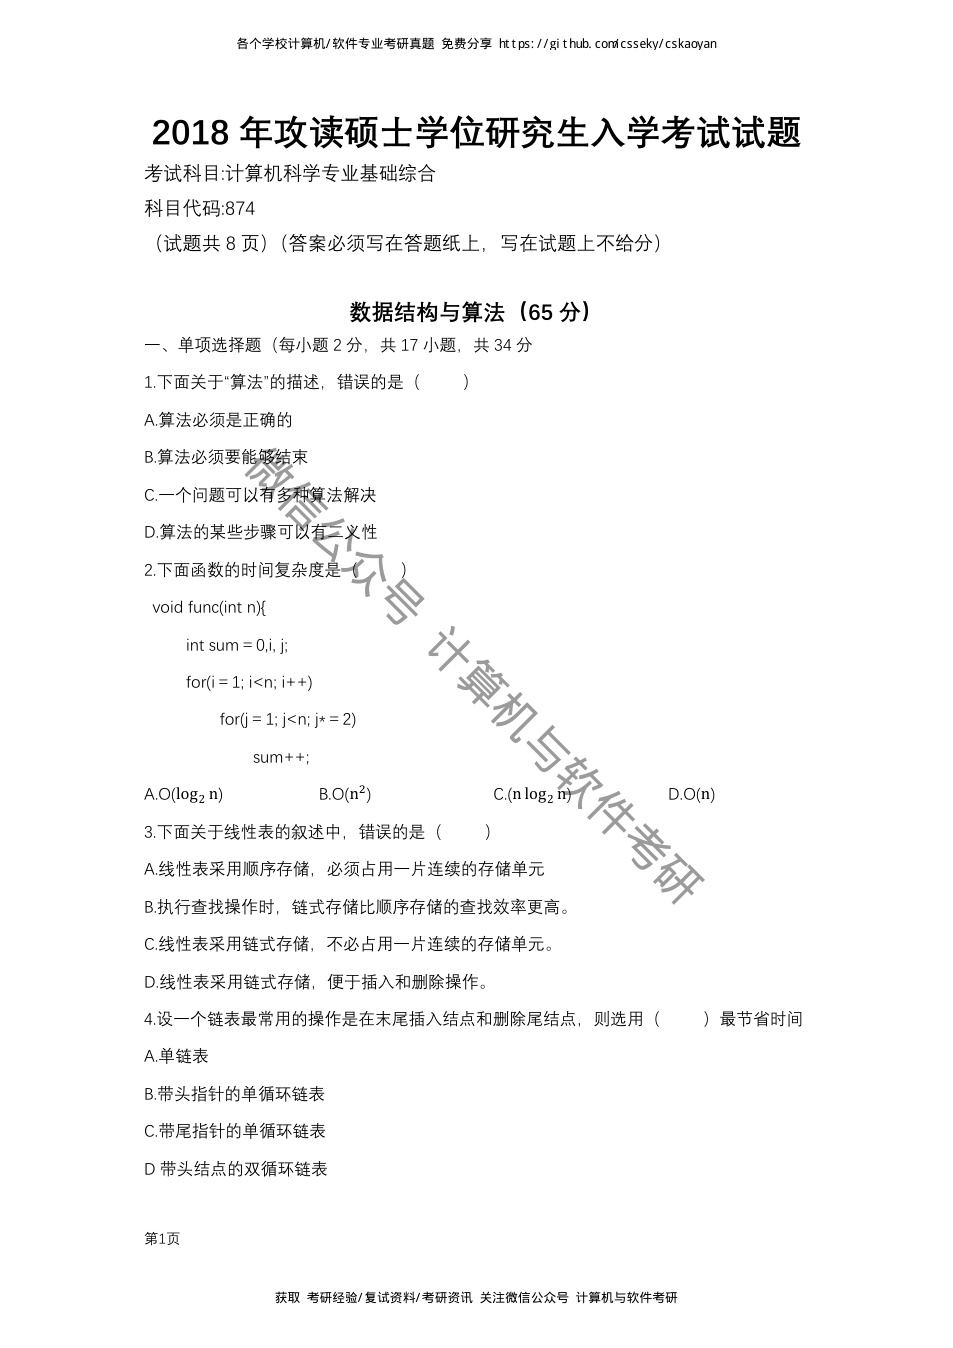 各个学校计算机/软件专业考研真题 免费分享 https://github.com/csseky/cskaoyan
2018 年攻读硕士学位研究生入学考试试题
考试科目:计算机科学专业基础综合
科目代码:874
（试题共 8 页）（答案必须写在答题纸上，写在试题上不给分）
数据结构与算法（65 分）
一、单项选择题（每小题 2 分，共 17 小题，共 34 分
1.下面关于“算法”的描述，错误的是（　　）
A.算法必须是正确的
B.算法必须要能够结束
C.一个问题可以有多种算法解决
D.算法的某些步骤可以有二义性
2.下面函数的时间复杂度是（　　）
void func(int n){
int sum = 0,i, j;
for(i = 1; i<n; i++)
for(j = 1; j<n; j* = 2)
sum++;
A.O(log₂ n) B.O(n²) C.(n log₂ n) D.O(n)
3.下面关于线性表的叙述中，错误的是（　　）
A.线性表采用顺序存储，必须占用一片连续的存储单元
B.执行查找操作时，链式存储比顺序存储的查找效率更高。
C.线性表采用链式存储，不必占用一片连续的存储单元。
D.线性表采用链式存储，便于插入和删除操作。
4.设一个链表最常用的操作是在末尾插入结点和删除尾结点，则选用（　　）最节省时间
A.单链表
B.带头指针的单循环链表
C.带尾指针的单循环链表
D 带头结点的双循环链表
微信公众号 计算机与软件考研
第1页
获取 考研经验/复试资料/考研资讯 关注微信公众号 计算机与软件考研